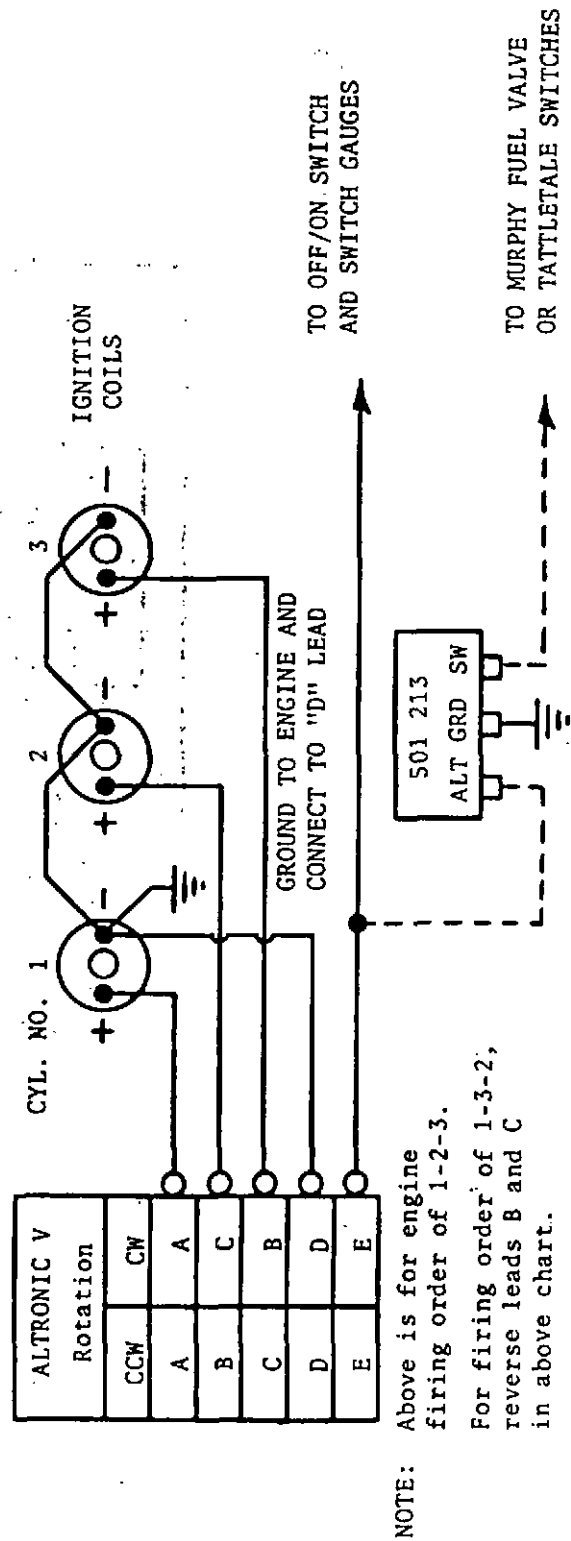 ALTRONIC V
Rotation
CCW CW
A A
B C
C B
D D
E E
CYL. NO. 1
2
3
IGNITION
COILS
+ -
+ -
+ -
GROUND TO ENGINE AND
CONNECT TO "D" LEAD
TO OFF/ON SWITCH
AND SWITCH GAUGES
501 213
ALT GRD SW
TO MURPHY FUEL VALVE
OR TATTLETALE SWITCHES
NOTE: Above is for engine
firing order of 1-2-3.
For firing order of 1-3-2,
reverse leads B and C
in above chart.